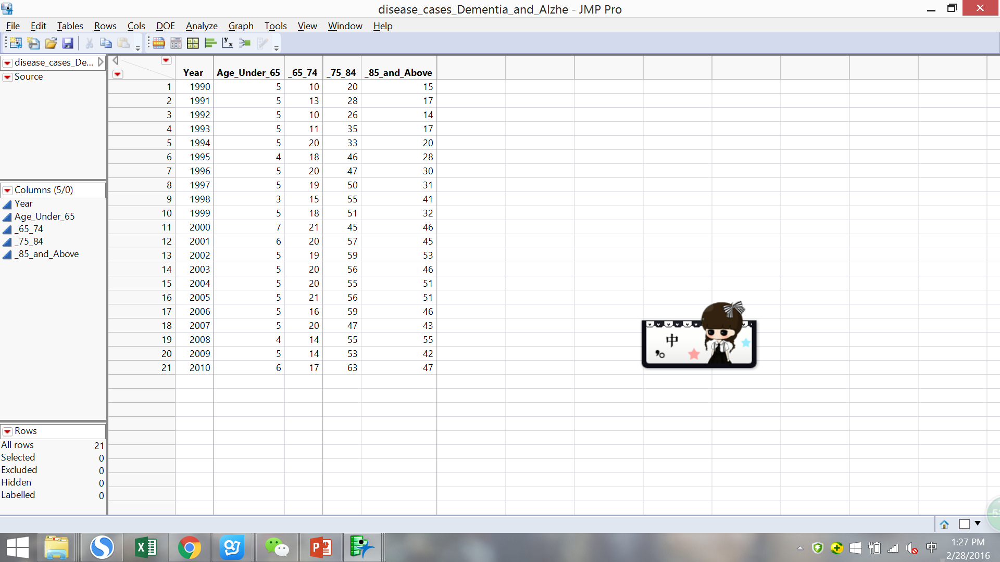 disease_cases_Dementia_and_Alzhe - JMP Pro
File Edit Tables Rows Cols DOE Analyze Graph Tools View Window Help
disease_cases_De...
Source
Columns (5/0)
Year
Age_Under_65
_65_74
_75_84
_85_and_Above
Rows
All rows 21
Selected 0
Excluded 0
Hidden 0
Labelled 0
Year Age_Under_65 _65_74 _75_84 _85_and_Above
1 1990 5 10 20 15
2 1991 5 13 28 17
3 1992 5 10 26 14
4 1993 5 11 35 17
5 1994 5 20 33 20
6 1995 4 18 46 28
7 1996 5 20 47 30
8 1997 5 19 50 31
9 1998 3 15 55 41
10 1999 5 18 51 32
11 2000 7 21 45 46
12 2001 6 20 57 45
13 2002 5 19 59 53
14 2003 5 20 56 46
15 2004 5 20 55 51
16 2005 5 21 56 51
17 2006 5 16 59 46
18 2007 5 20 47 43
19 2008 4 14 55 55
20 2009 5 14 53 42
21 2010 6 17 63 47
中
中
1:27 PM
2/28/2016